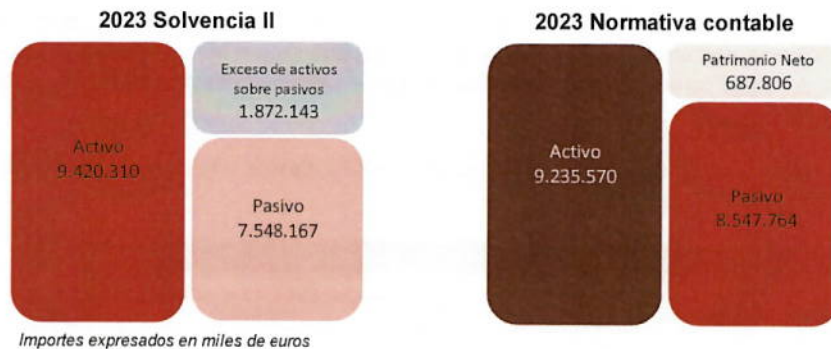 2023 Solvencia II
Exceso de activos
sobre pasivos
1.872.143
Activo
9.420.310
Pasivo
7.548.167
2023 Normativa contable
Patrimonio Neto
687.806
Activo
9.235.570
Pasivo
8.547.764
Importes expresados en miles de euros